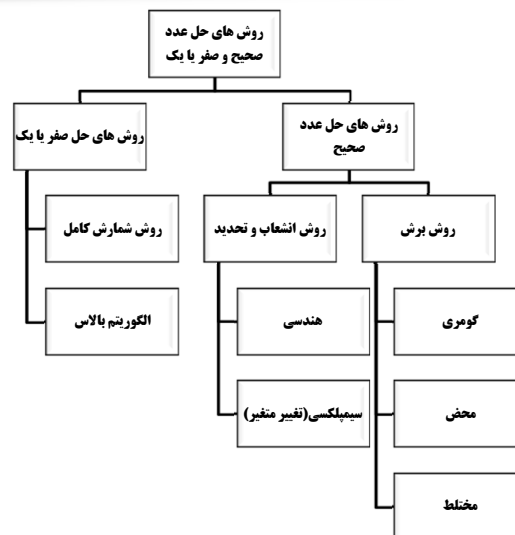 روش های حل عدد
صحیح و صفر یا یک
روش های حل عدد
صحیح
روش های حل صفر یا یک
روش برش
روش انشعاب و تحدید
روش شمارش کامل
گومری
هندسی
الگوریتم بالاس
محض
سیمپلکسی(تغییر متغیر)
مختلط